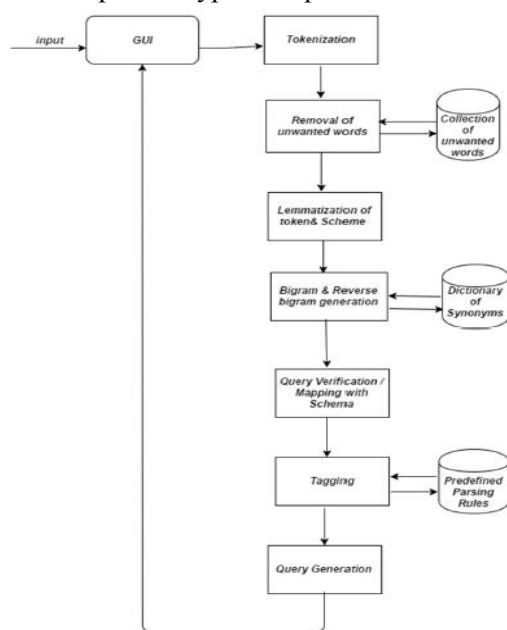 input
GUI
Tokenization
Removal of
unwanted words
Collection
of
unwanted
words
Lemmatization of
token& Scheme
Bigram & Reverse
bigram generation
Dictionary
of
Synonyms
Query Verification /
Mapping with
Schema
Tagging
Predefined
Parsing
Rules
Query Generation